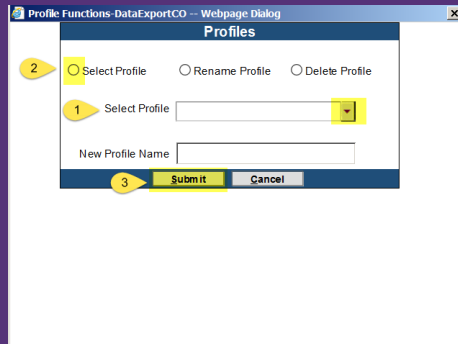 Profile Functions-DataExportCO -- Webpage Dialog
Profiles
2 Select Profile Rename Profile Delete Profile
1 Select Profile
New Profile Name
3 Submit Cancel